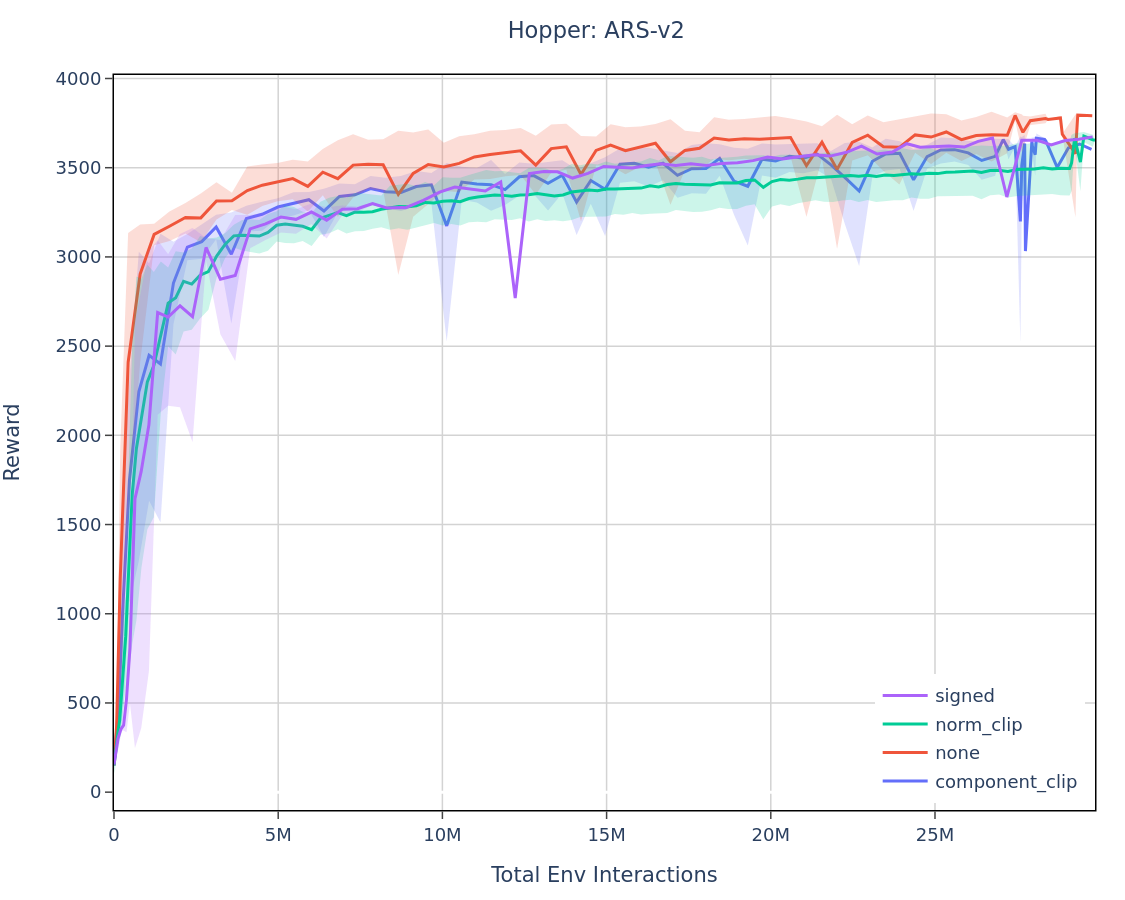 Hopper: ARS-v2
4000
3500
3000
2500
2000
1500
1000
500
0
Reward
0 5M 10M 15M 20M 25M
Total Env Interactions
signed
norm_clip
none
component_clip